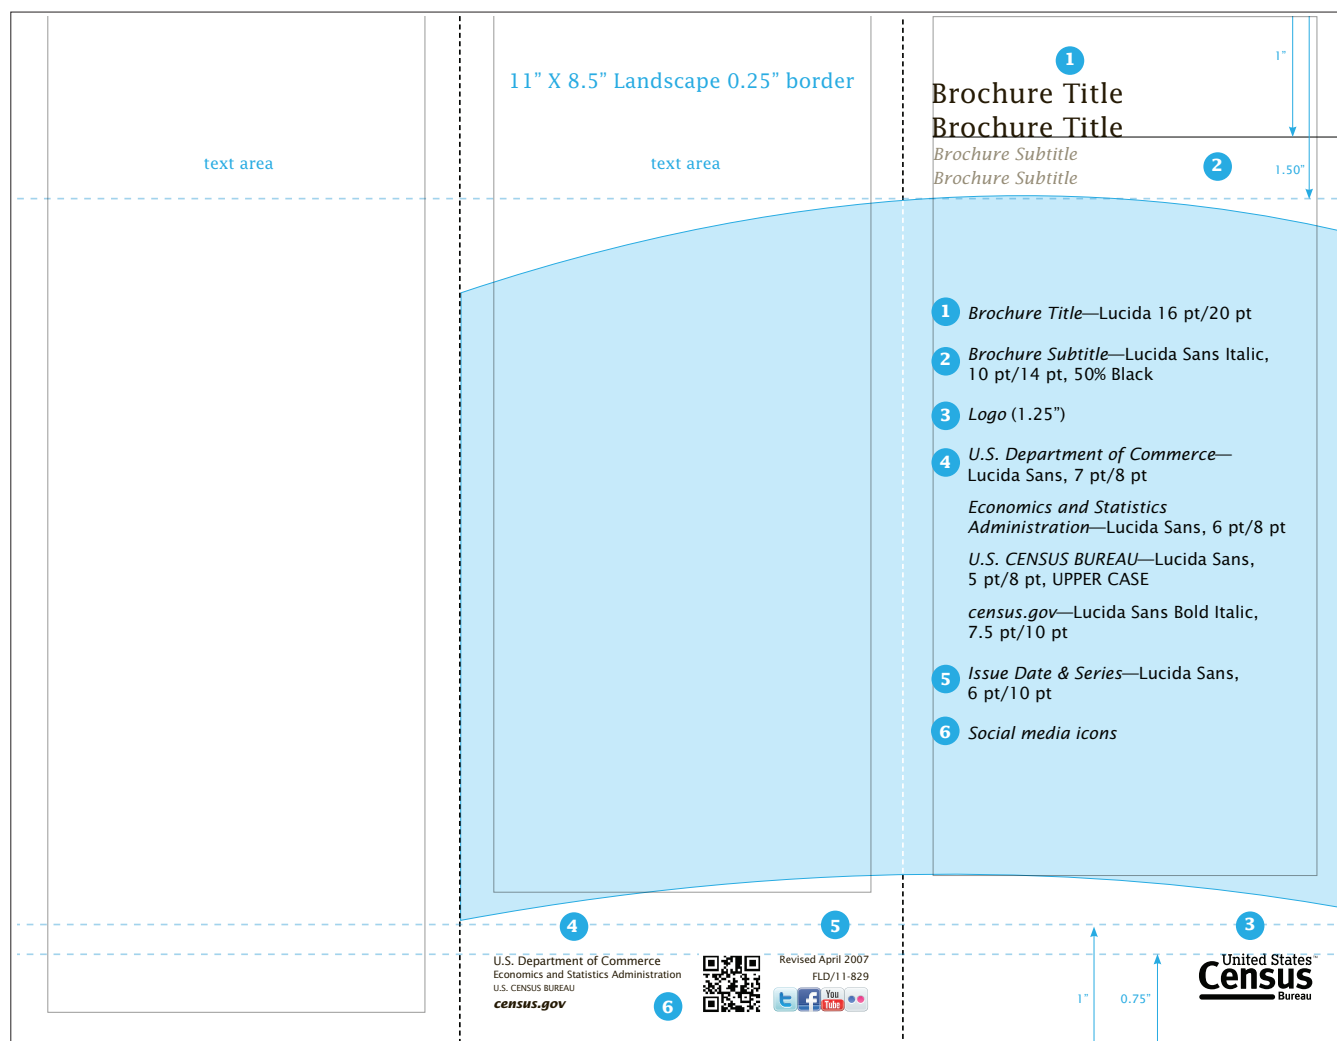 text area
11” X 8.5” Landscape 0.25” border
text area
1
Brochure Title
Brochure Title
Brochure Subtitle
Brochure Subtitle
2
1”
1.50”
1 Brochure Title—Lucida 16 pt/20 pt
2 Brochure Subtitle—Lucida Sans Italic,
10 pt/14 pt, 50% Black
3 Logo (1.25”)
4 U.S. Department of Commerce—
Lucida Sans, 7 pt/8 pt
Economics and Statistics
Administration—Lucida Sans, 6 pt/8 pt
U.S. CENSUS BUREAU—Lucida Sans,
5 pt/8 pt, UPPER CASE
census.gov—Lucida Sans Bold Italic,
7.5 pt/10 pt
5 Issue Date & Series—Lucida Sans,
6 pt/10 pt
6 Social media icons
4
U.S. Department of Commerce
Economics and Statistics Administration
U.S. CENSUS BUREAU
census.gov
6
5
Revised April 2007
FLD/11-829
t f You
Tube
1”
0.75”
3
United States™
Census
Bureau